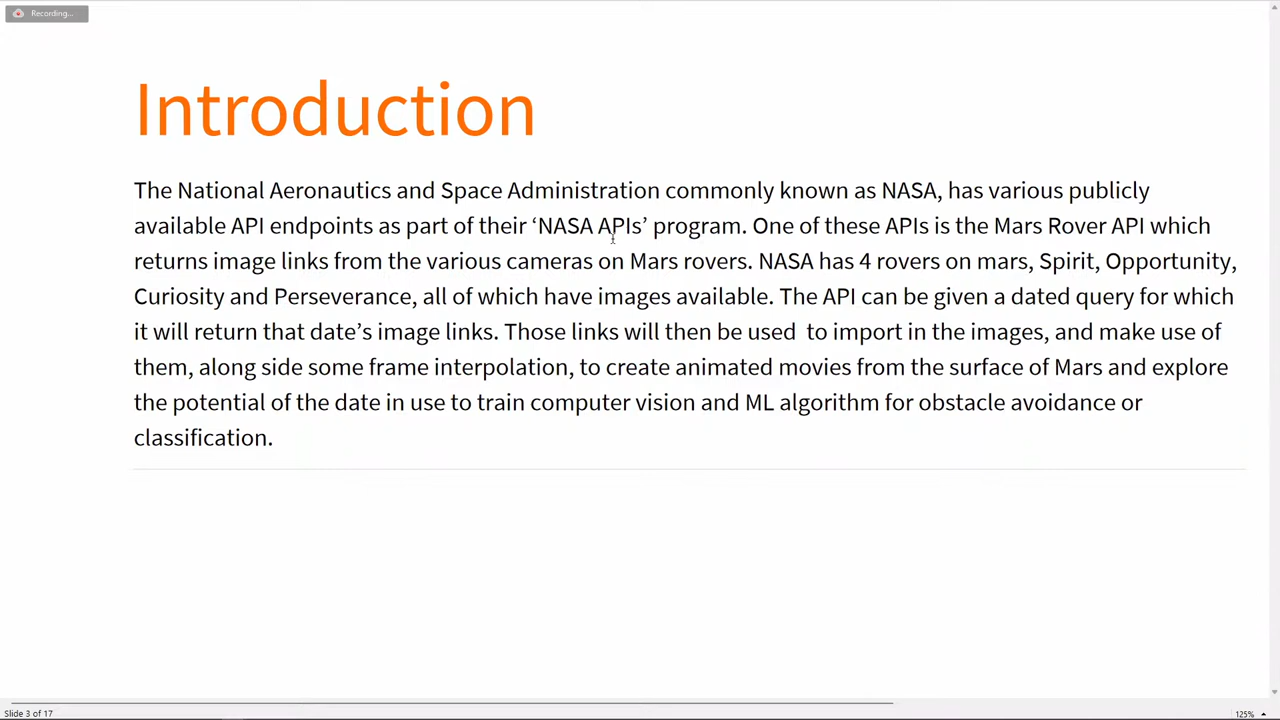 Recording...
Introduction
The National Aeronautics and Space Administration commonly known as NASA, has various publicly
available API endpoints as part of their ‘NASA APIs’ program. One of these APIs is the Mars Rover API which
returns image links from the various cameras on Mars rovers. NASA has 4 rovers on mars, Spirit, Opportunity,
Curiosity and Perseverance, all of which have images available. The API can be given a dated query for which
it will return that date’s image links. Those links will then be used  to import in the images, and make use of
them, along side some frame interpolation, to create animated movies from the surface of Mars and explore
the potential of the date in use to train computer vision and ML algorithm for obstacle avoidance or
classification.
Slide 3 of 17
125%